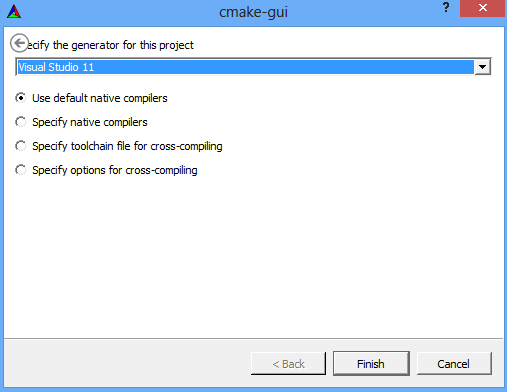 cmake-gui
?
ecify the generator for this project
Visual Studio 11
Use default native compilers
Specify native compilers
Specify toolchain file for cross-compiling
Specify options for cross-compiling
< Back
Finish
Cancel